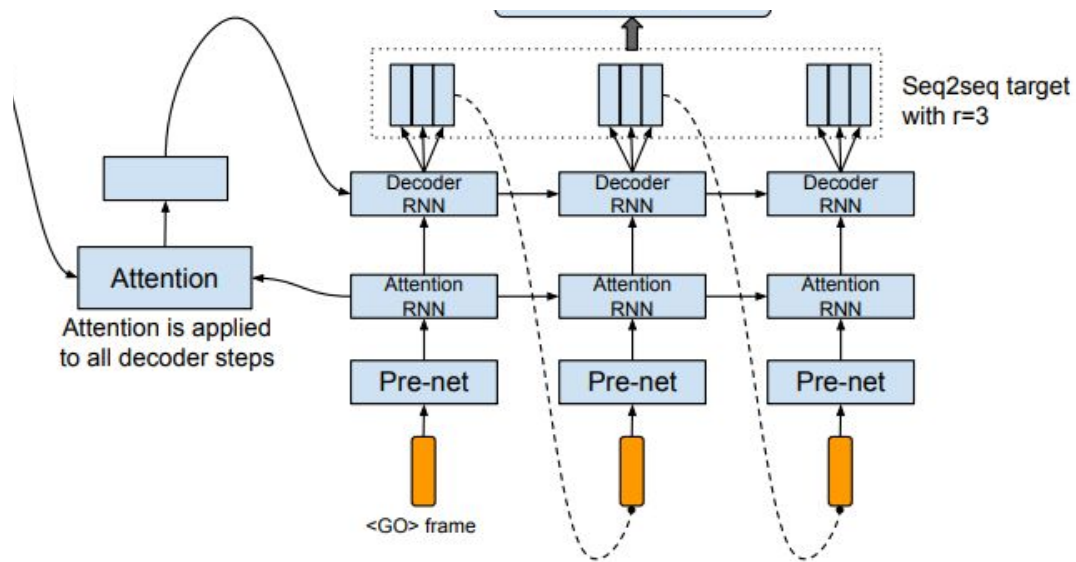 Seq2seq target
with r=3
Decoder
RNN
Decoder
RNN
Decoder
RNN
Attention
Attention
RNN
Attention
RNN
Attention
RNN
Attention is applied
to all decoder steps
Pre-net
Pre-net
Pre-net
<GO> frame